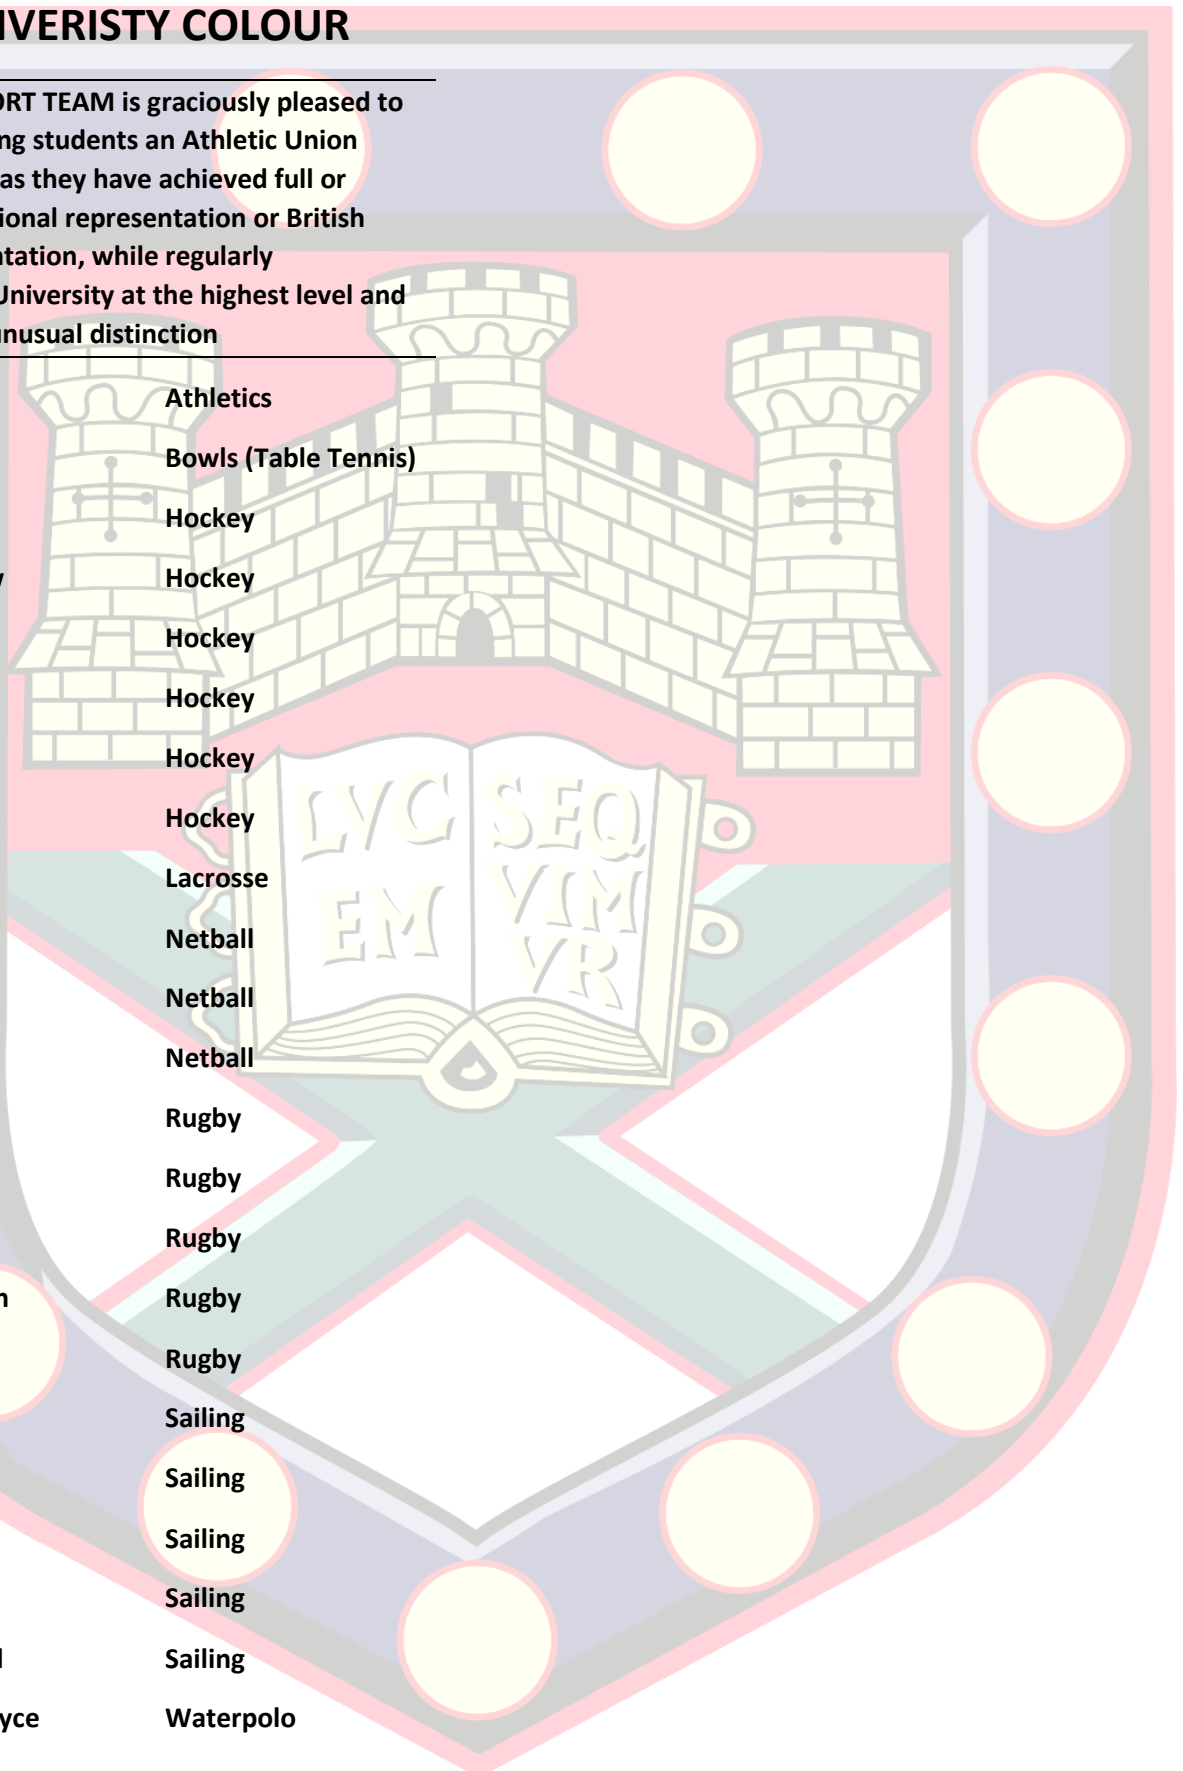 IVERISTY COLOUR
ORT TEAM is graciously pleased to
ng students an Athletic Union
as they have achieved full or
ional representation or British
ntation, while regularly
University at the highest level and
unusual distinction
Athletics
Bowls (Table Tennis)
Hockey
y Hockey
Hockey
Hockey
Hockey
Hockey
Lacrosse
Netball
Netball
Netball
Rugby
Rugby
Rugby
n Rugby
Rugby
Sailing
Sailing
Sailing
Sailing
l Sailing
yce Waterpolo
LVC SEQ
EM VIM
VR